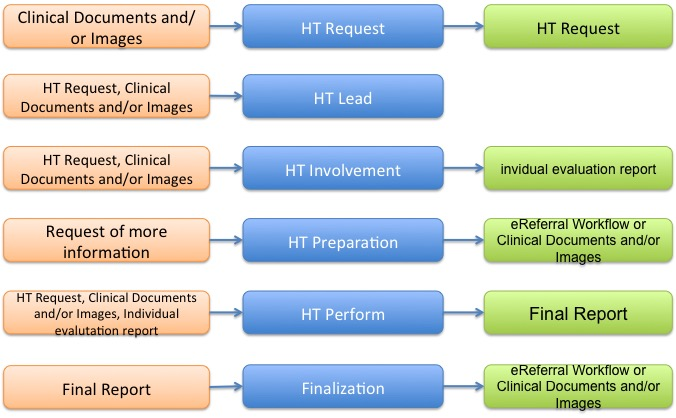 Clinical Documents and/
or Images
HT Request
HT Request
HT Request, Clinical
Documents and/or Images
HT Lead
HT Request, Clinical
Documents and/or Images
HT Involvement
invidual evaluation report
Request of more
information
HT Preparation
eReferral Workflow or
Clinical Documents and/or
Images
HT Request, Clinical Documents
and/or Images, Individual
evalutation report
HT Perform
Final Report
Final Report
Finalization
eReferral Workflow or
Clinical Documents and/or
Images